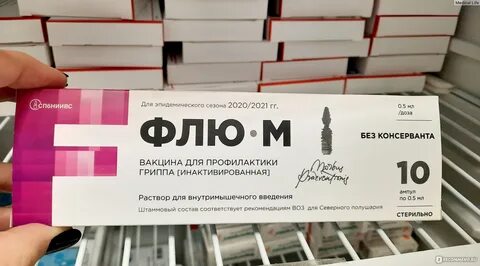 Medical Life
СПбНИИВС
Для эпидемического сезона 2020/2021 гг.
0.5 мл
/доза
ФЛЮ•М
БЕЗ КОНСЕРВАНТА
ВАКЦИНА ДЛЯ ПРОФИЛАКТИКИ
ГРИППА [ИНАКТИВИРОВАННАЯ]
10
ампул
по 0.5 мл
Раствор для внутримышечного введения
Штаммовый состав соответствует рекомендациям ВОЗ для Северного полушария
СТЕРИЛЬНО